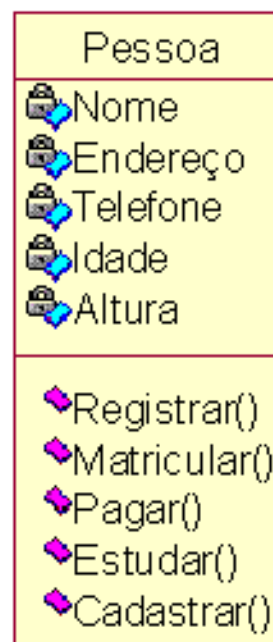 Pessoa
Nome
Endereço
Telefone
Idade
Altura
Registrar()
Matricular()
Pagar()
Estudar()
Cadastrar()